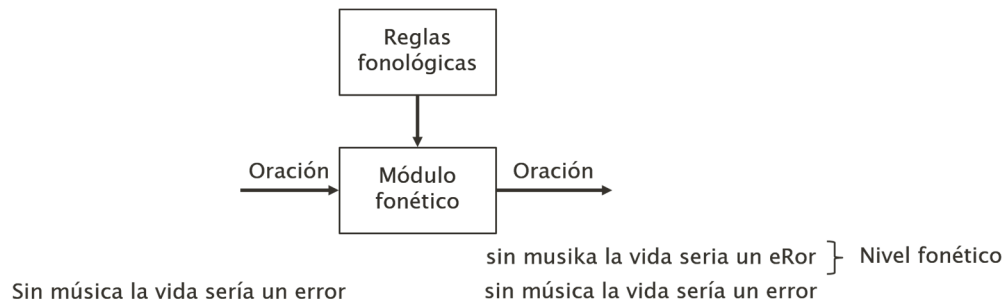 Reglas
fonológicas
Oración
Módulo
fonético
Oración
sin musika la vida seria un eRor
Nivel fonético
Sin música la vida sería un error
sin música la vida sería un error